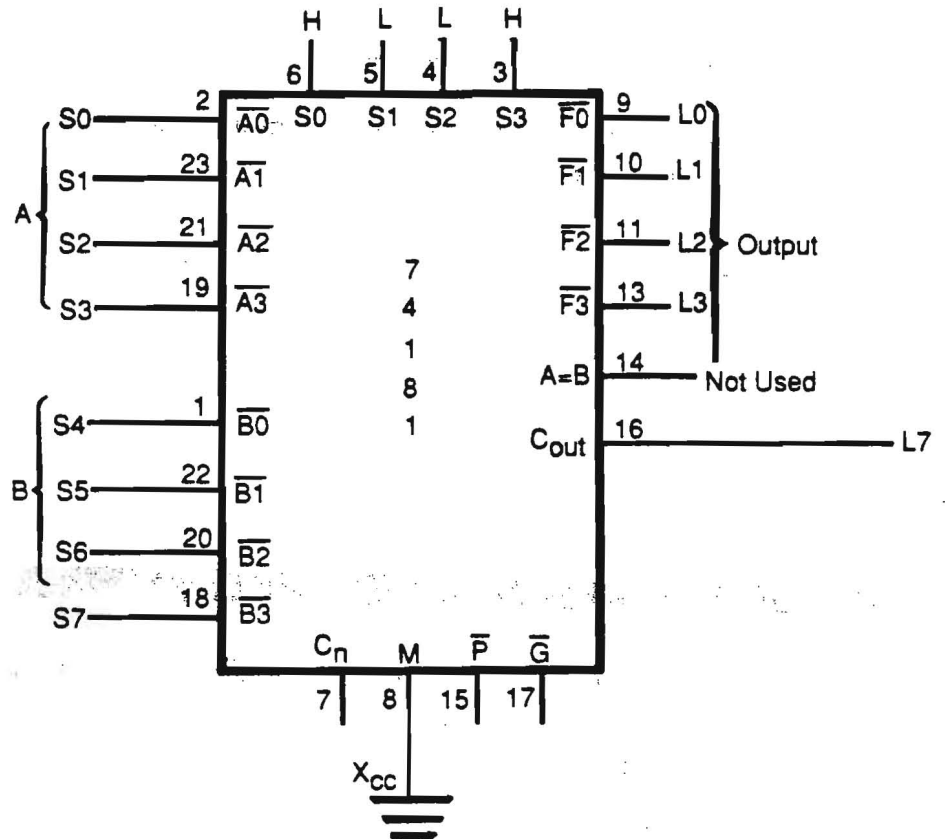 H L L H
6 5 4 3
S0 2 A0 S0 S1 S2 S3 F0 9 L0
S1 23 A1 F1 10 L1
A
S2 21 A2 F2 11 L2 Output
7
S3 19 A3 4 F3 13 L3
1
A=B 14 Not Used
8
S4 1 B0 1
Cout 16 L7
B S5 22 B1
S6 20 B2
S7 18 B3
Cn M P G
7 8 15 17
Xcc